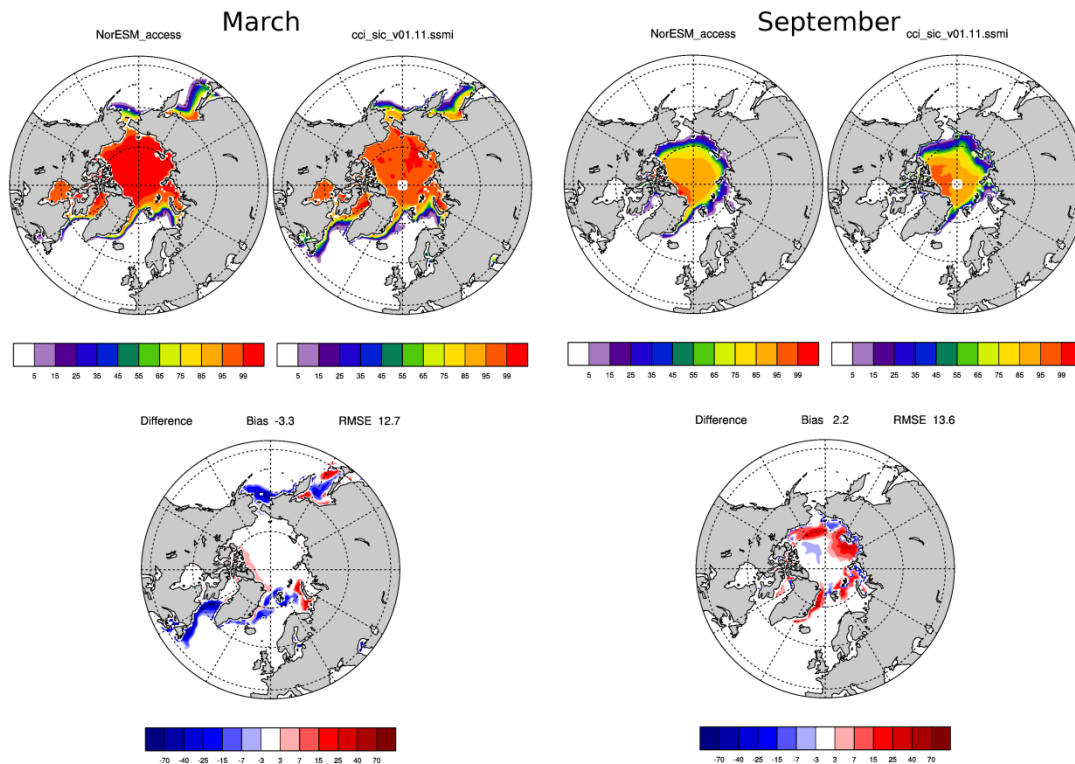 March
September
NorESM_access
cci_sic_v01.11.ssmi
NorESM_access
cci_sic_v01.11.ssmi
5 15 25 35 45 55 65 75 85 95 99
5 15 25 35 45 55 65 75 85 95 99
5 15 25 35 45 55 65 75 85 95 99
5 15 25 35 45 55 65 75 85 95 99
Difference Bias -3.3 RMSE 12.7
Difference Bias 2.2 RMSE 13.6
-70 -40 -25 -15 -7 -3 3 7 15 25 40 70
-70 -40 -25 -15 -7 -3 3 7 15 25 40 70